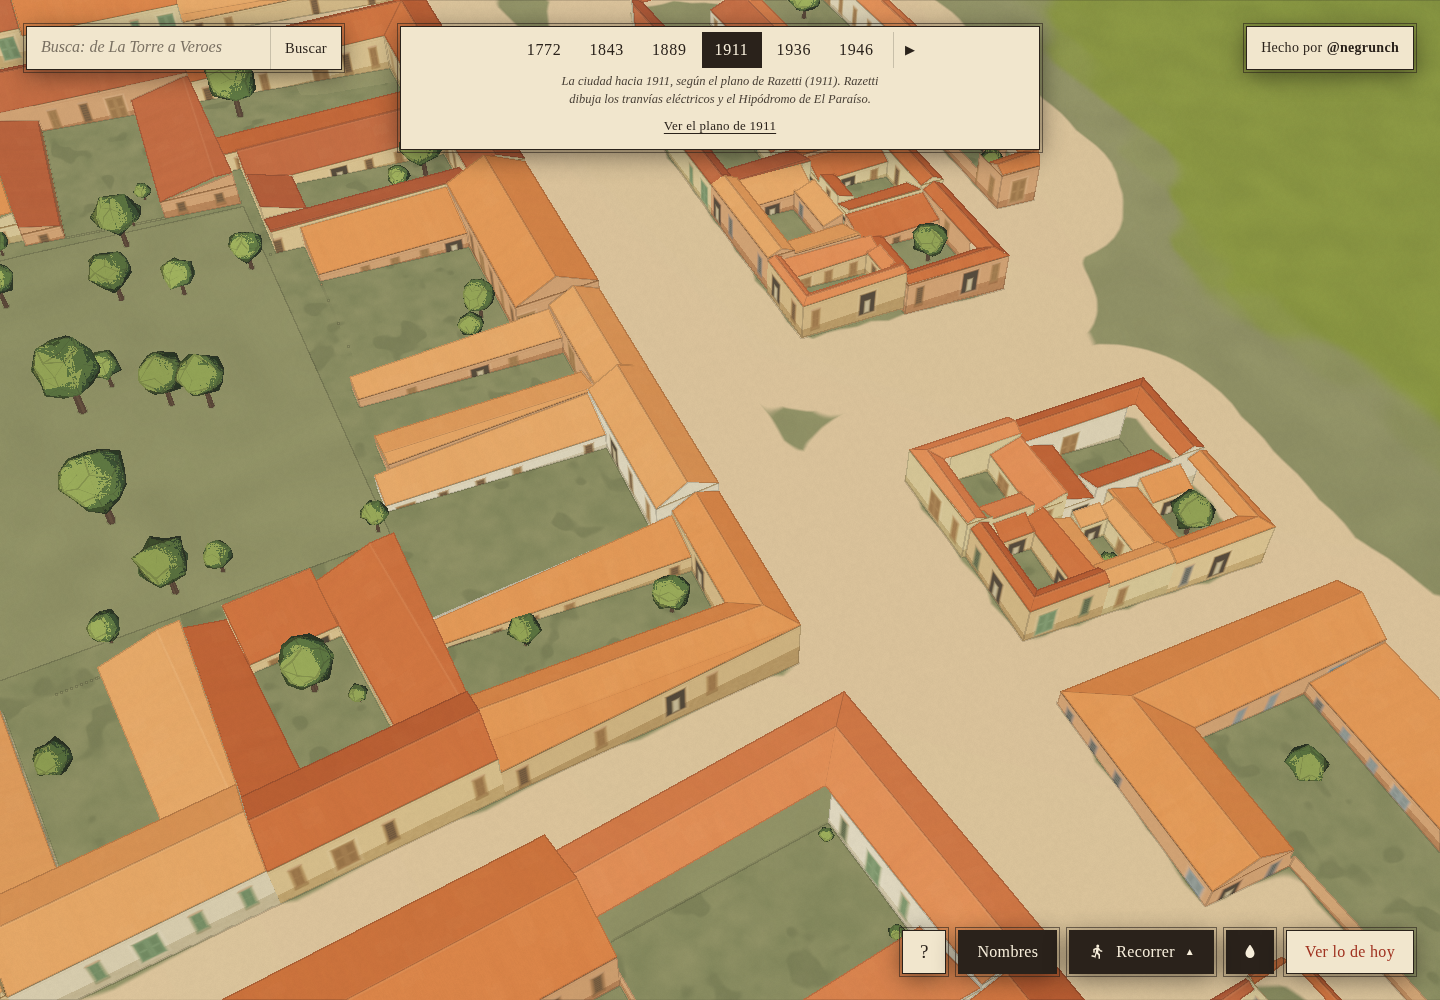 Busca: de La Torre a Veroes
Buscar
1772 1843 1889 1911 1936 1946 ▶
La ciudad hacia 1911, según el plano de Razetti (1911). Razetti
dibuja los tranvías eléctricos y el Hipódromo de El Paraíso.
Ver el plano de 1911
Hecho por @negrunch
?
Nombres
Recorrer ▲
Ver lo de hoy